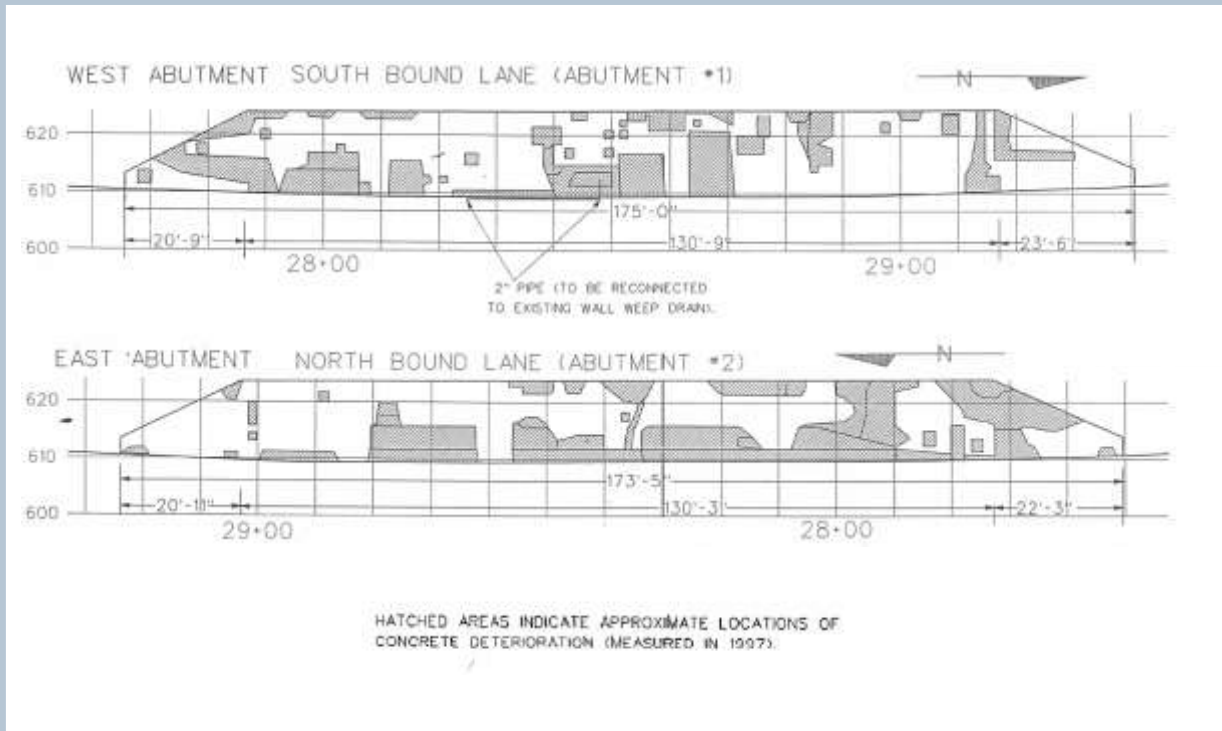 WEST ABUTMENT SOUTH BOUND LANE (ABUTMENT #1)
N
620
610
175'-0"
20'-9"
130'-9"
23'-6"
600
28+00
29+00
2" PIPE (TO BE RECONNECTED
TO EXISTING WALL WEEP DRAIN).
EAST ABUTMENT NORTH BOUND LANE (ABUTMENT #2)
N
620
610
173'-5"
20'-11"
130'-3"
22'-3"
600
29+00
28+00
HATCHED AREAS INDICATE APPROXIMATE LOCATIONS OF
CONCRETE DETERIORATION (MEASURED IN 1997).